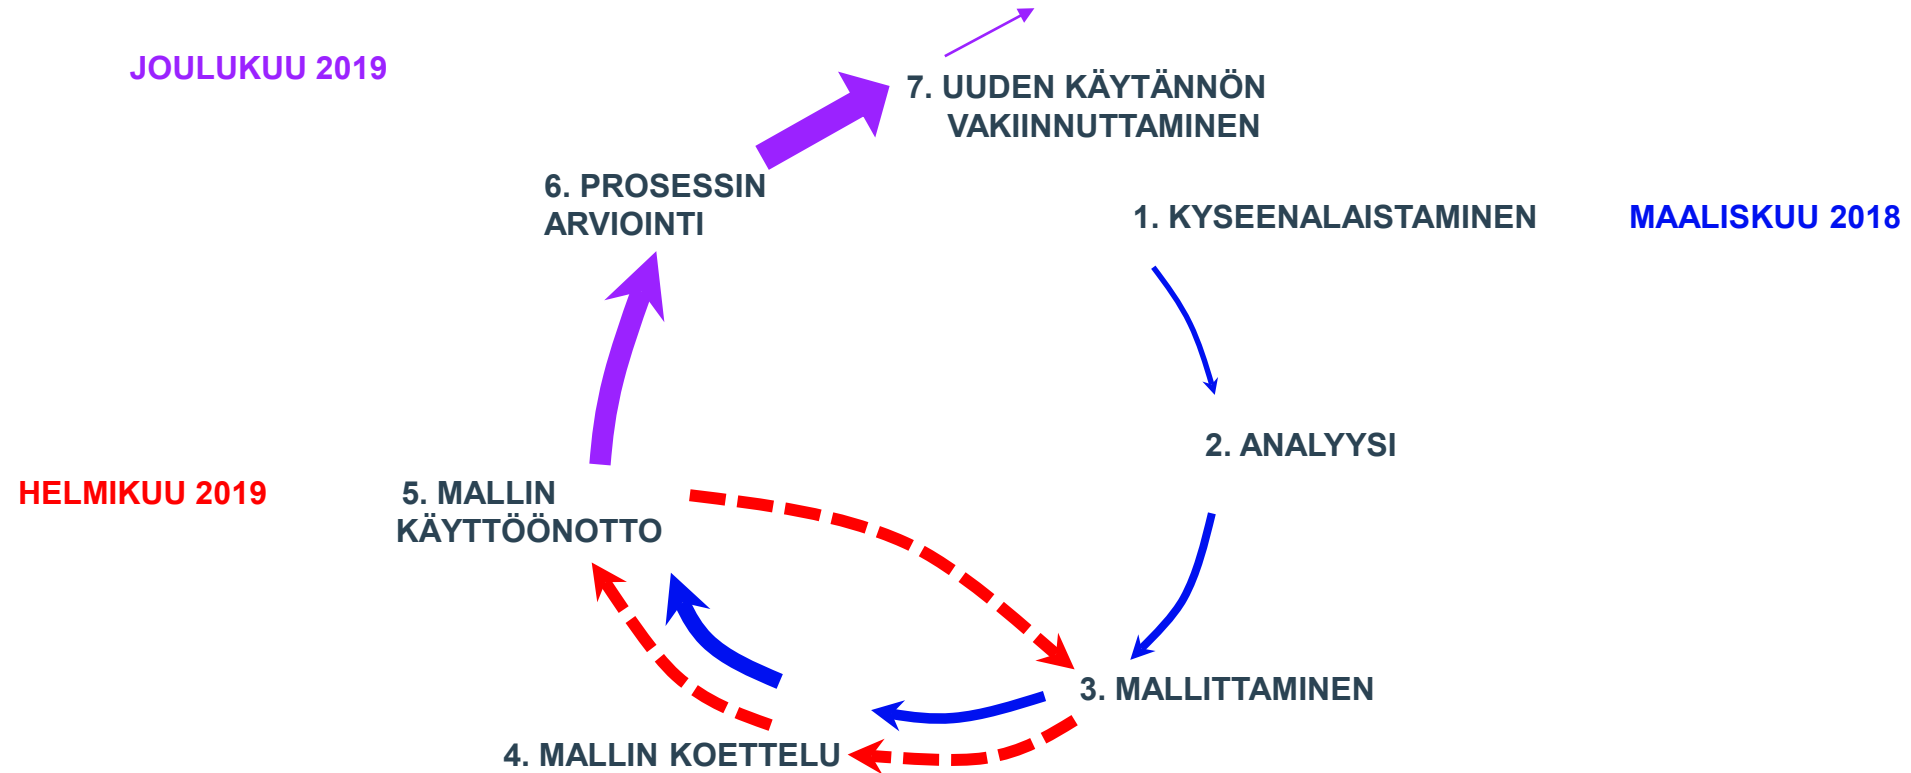 JOULUKUU 2019
7. UUDEN KÄYTÄNNÖN
VAKIINNUTTAMINEN
6. PROSESSIN
ARVIOINTI
1. KYSEENALAISTAMINEN
MAALISKUU 2018
2. ANALYYSI
HELMIKUU 2019
5. MALLIN
KÄYTTÖÖNOTTO
3. MALLITTAMINEN
4. MALLIN KOETTELU